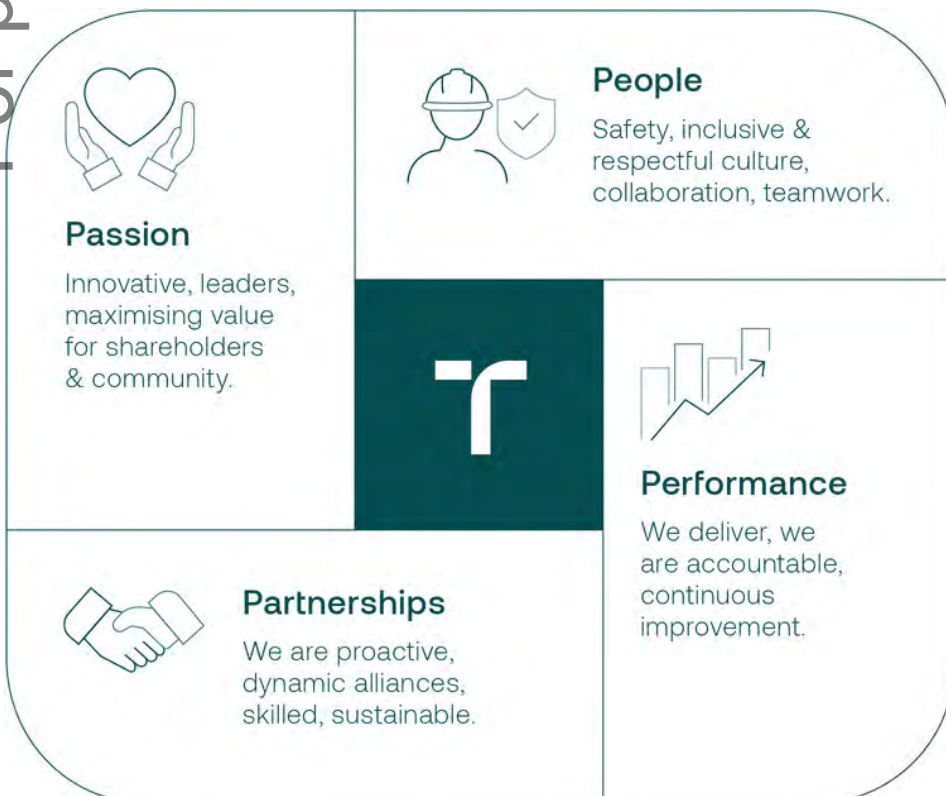 Passion
Innovative, leaders,
maximising value
for shareholders
& community.
People
Safety, inclusive &
respectful culture,
collaboration, teamwork.
Performance
We deliver, we
are accountable,
continuous
improvement.
Partnerships
We are proactive,
dynamic alliances,
skilled, sustainable.